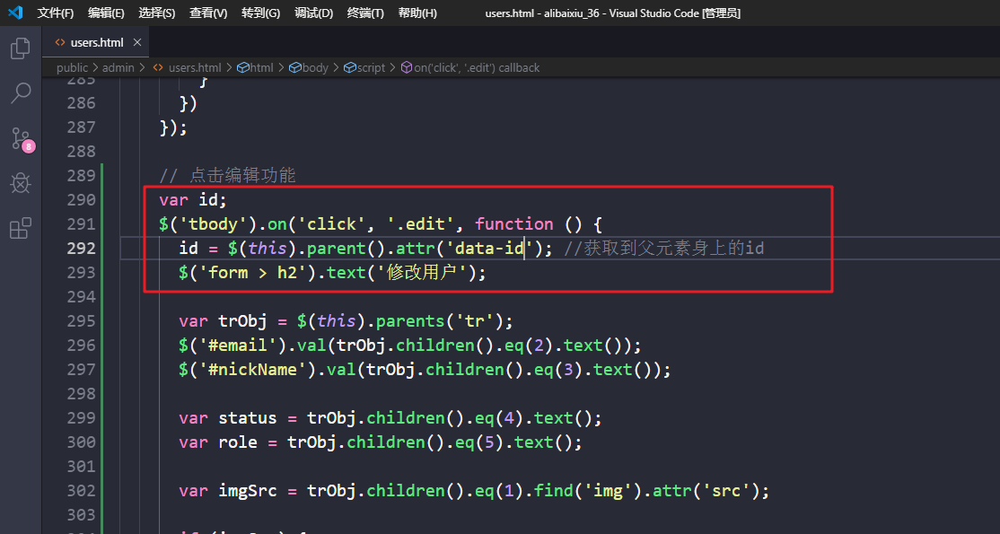 文件(F) 编辑(E) 选择(S) 查看(V) 转到(G) 调试(D) 终端(T) 帮助(H) users.html - alibaixiu_36 - Visual Studio Code [管理员]
<> users.html ×
public > admin > <> users.html > html > body > script > on('click', '.edit') callback
285 }
286 })
287 });
288
289 // 点击编辑功能
290 var id;
291 $('tbody').on('click', '.edit', function () {
292 id = $(this).parent().attr('data-id'); //获取到父元素身上的id
293 $('form > h2').text('修改用户');
294
295 var trObj = $(this).parents('tr');
296 $('#email').val(trObj.children().eq(2).text());
297 $('#nickName').val(trObj.children().eq(3).text());
298
299 var status = trObj.children().eq(4).text();
300 var role = trObj.children().eq(5).text();
301
302 var imgSrc = trObj.children().eq(1).find('img').attr('src');
303
8